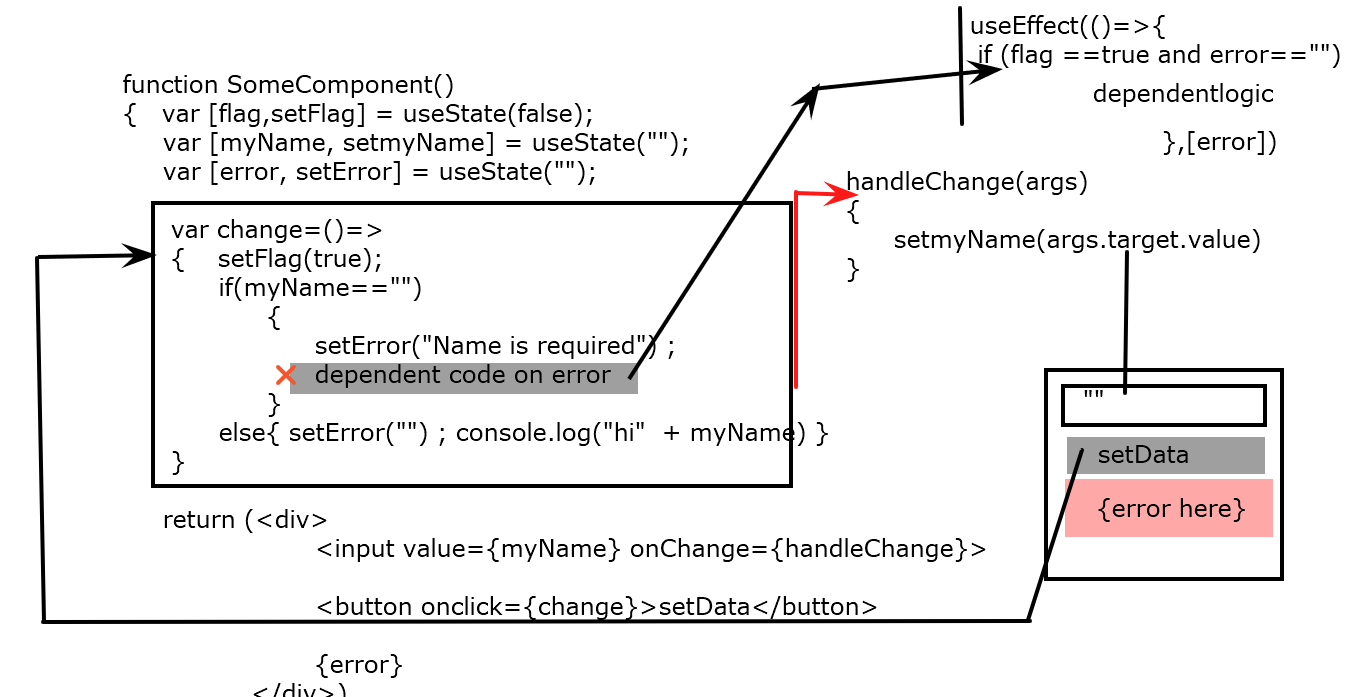 function SomeComponent()
{   var [flag,setFlag] = useState(false);
var [myName, setmyName] = useState("");
var [error, setError] = useState("");
var change=()=>
{    setFlag(true);
if(myName=="")
{
setError("Name is required") ;
dependent code on error
}
else{ setError("") ; console.log("hi"  + myName) }
}
return (<div>
<input value={myName} onChange={handleChange}>
<button onclick={change}>setData</button>
{error}
</div>)
useEffect(()=>{
if (flag ==true and error=="")
dependentlogic
},[error])
handleChange(args)
{
setmyName(args.target.value)
}
""
setData
{error here}